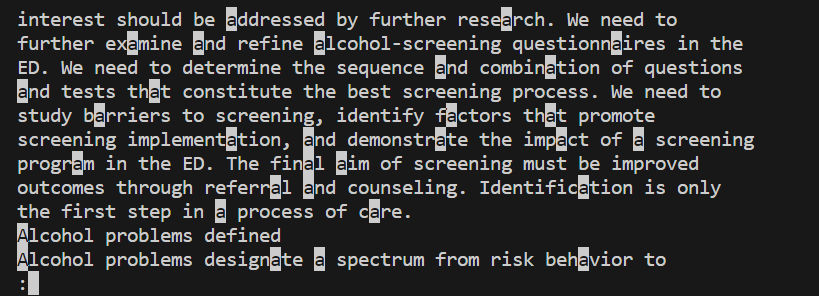 interest should be addressed by further research. We need to
further examine and refine alcohol-screening questionnaires in the
ED. We need to determine the sequence and combination of questions
and tests that constitute the best screening process. We need to
study barriers to screening, identify factors that promote
screening implementation, and demonstrate the impact of a screening
program in the ED. The final aim of screening must be improved
outcomes through referral and counseling. Identification is only
the first step in a process of care.
Alcohol problems defined
Alcohol problems designate a spectrum from risk behavior to
: